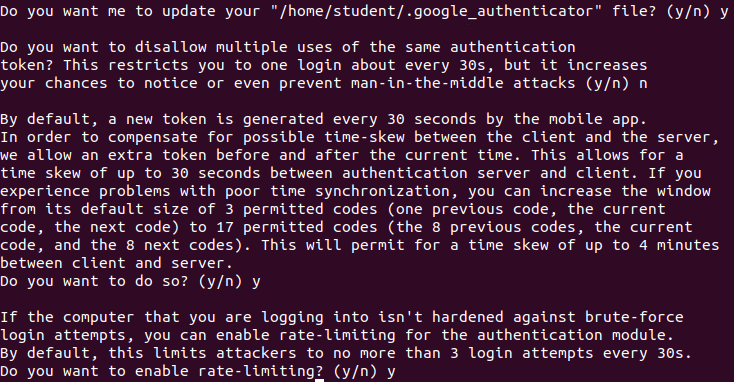 Do you want me to update your "/home/student/.google_authenticator" file? (y/n) y
Do you want to disallow multiple uses of the same authentication
token? This restricts you to one login about every 30s, but it increases
your chances to notice or even prevent man-in-the-middle attacks (y/n) n
By default, a new token is generated every 30 seconds by the mobile app.
In order to compensate for possible time-skew between the client and the server,
we allow an extra token before and after the current time. This allows for a
time skew of up to 30 seconds between authentication server and client. If you
experience problems with poor time synchronization, you can increase the window
from its default size of 3 permitted codes (one previous code, the current
code, the next code) to 17 permitted codes (the 8 previous codes, the current
code, and the 8 next codes). This will permit for a time skew of up to 4 minutes
between client and server.
Do you want to do so? (y/n) y
If the computer that you are logging into isn't hardened against brute-force
login attempts, you can enable rate-limiting for the authentication module.
By default, this limits attackers to no more than 3 login attempts every 30s.
Do you want to enable rate-limiting? (y/n) y